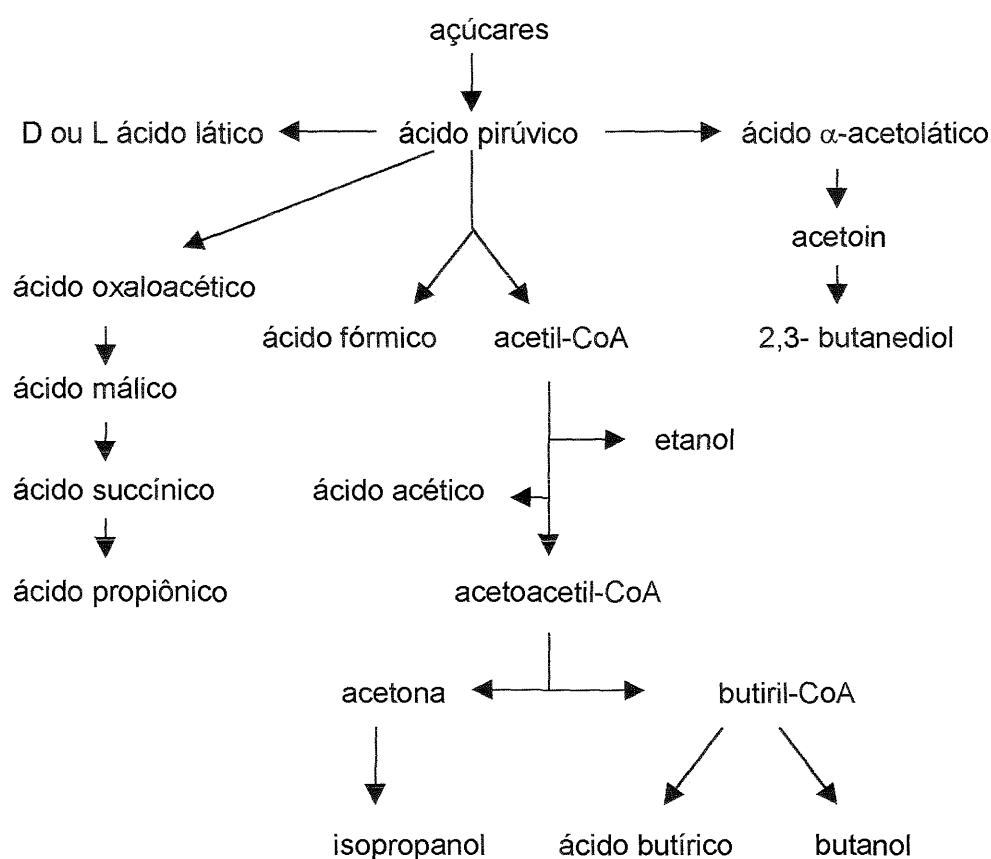 açúcares
D ou L ácido lático
ácido pirúvico
ácido α-acetolático
acetoin
ácido oxaloacético
ácido fórmico
acetil-CoA
2,3- butanediol
ácido málico
etanol
ácido succínico
ácido acético
ácido propiônico
acetoacetil-CoA
acetona
butiril-CoA
isopropanol
ácido butírico
butanol